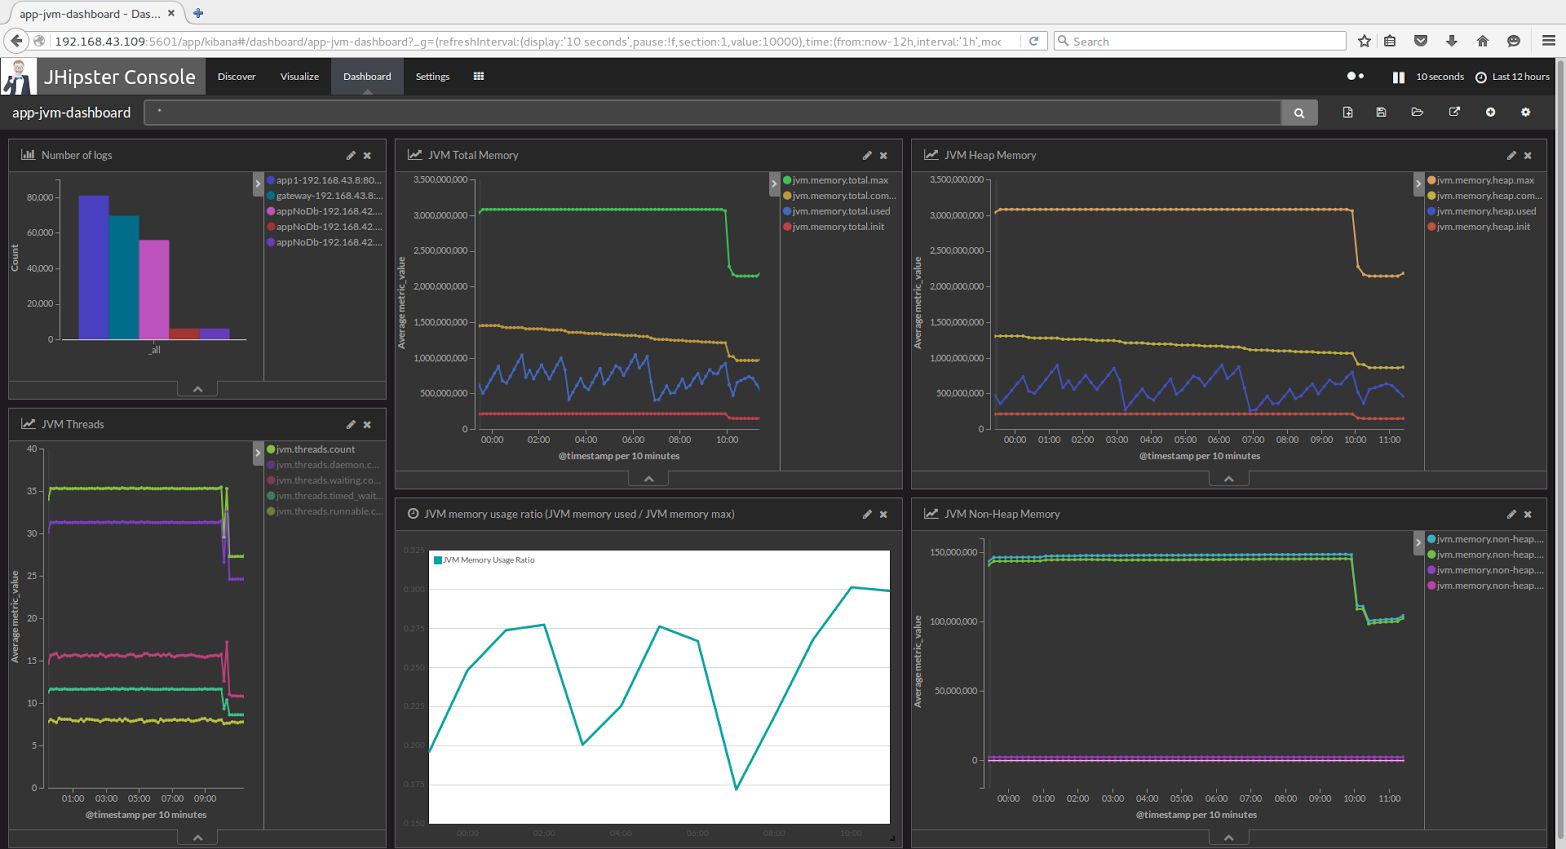 app-jvm-dashboard - Das...
192.168.43.109:5601/app/kibana#/dashboard/app-jvm-dashboard?_g=(refreshInterval:(display:'10 seconds',pause:!f,section:1,value:10000),time:(from:now-12h,interval:'1h',moc
Search
JHipster Console
Discover
Visualize
Dashboard
Settings
10 seconds
Last 12 hours
app-jvm-dashboard
*
Number of logs
80,000
60,000
40,000
20,000
0
Count
_all
app1-192.168.43.8:80...
gateway-192.168.43.8:...
appNoDb-192.168.42....
appNoDb-192.168.42....
appNoDb-192.168.42....
JVM Total Memory
3,500,000,000
3,000,000,000
2,500,000,000
2,000,000,000
1,500,000,000
1,000,000,000
500,000,000
0
Average metric_value
00:00 02:00 04:00 06:00 08:00 10:00
@timestamp per 10 minutes
jvm.memory.total.max
jvm.memory.total.com...
jvm.memory.total.used
jvm.memory.total.init
JVM Heap Memory
3,500,000,000
3,000,000,000
2,500,000,000
2,000,000,000
1,500,000,000
1,000,000,000
500,000,000
0
Average metric_value
00:00 01:00 02:00 03:00 04:00 05:00 06:00 07:00 08:00 09:00 10:00 11:00
@timestamp per 10 minutes
jvm.memory.heap.max
jvm.memory.heap.com...
jvm.memory.heap.used
jvm.memory.heap.init
JVM Threads
40
35
30
25
20
15
10
5
0
Average metric_value
01:00 03:00 05:00 07:00 09:00
@timestamp per 10 minutes
jvm.threads.count
jvm.threads.daemon.c...
jvm.threads.waiting.co...
jvm.threads.timed_wait...
jvm.threads.runnable.c...
JVM memory usage ratio (JVM memory used / JVM memory max)
JVM Memory Usage Ratio
0.325
0.300
0.275
0.250
0.225
0.200
0.175
0.150
00:00 02:00 04:00 06:00 08:00 10:00
JVM Non-Heap Memory
150,000,000
100,000,000
50,000,000
0
Average metric_value
00:00 01:00 02:00 03:00 04:00 05:00 06:00 07:00 08:00 09:00 10:00 11:00
@timestamp per 10 minutes
jvm.memory.non-heap....
jvm.memory.non-heap....
jvm.memory.non-heap....
jvm.memory.non-heap....